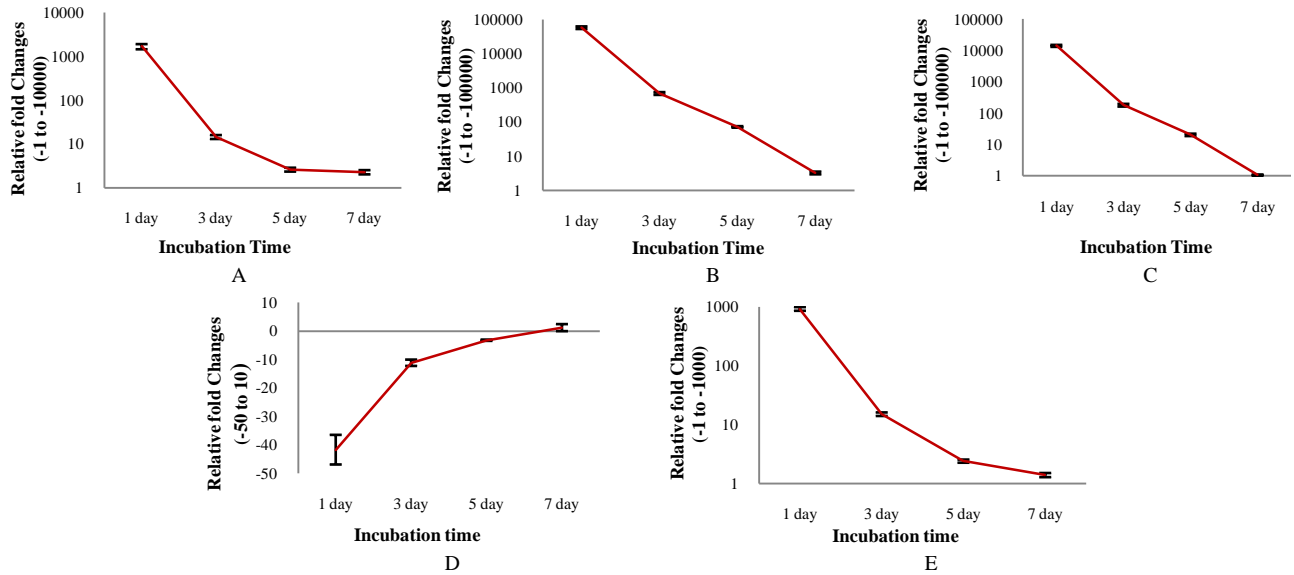 Relative fold Changes
(-1 to -10000)
10000
1000
100
10
1
1 day
3 day
5 day
7 day
Incubation Time
A
Relative fold Changes
(-1 to -100000)
100000
10000
1000
100
10
1
1 day
3 day
5 day
7 day
Incubation Time
B
Relative fold Changes
(-1 to -100000)
100000
10000
1000
100
10
1
1 day
3 day
5 day
7 day
Incubation Time
C
Relative fold Changes
(-50 to 10)
10
0
-10
-20
-30
-40
-50
1 day
3 day
5 day
7 day
Incubation time
D
Relative fold Changes
(-1 to -1000)
1000
100
10
1
1 day
3 day
5 day
7 day
Incubation time
E